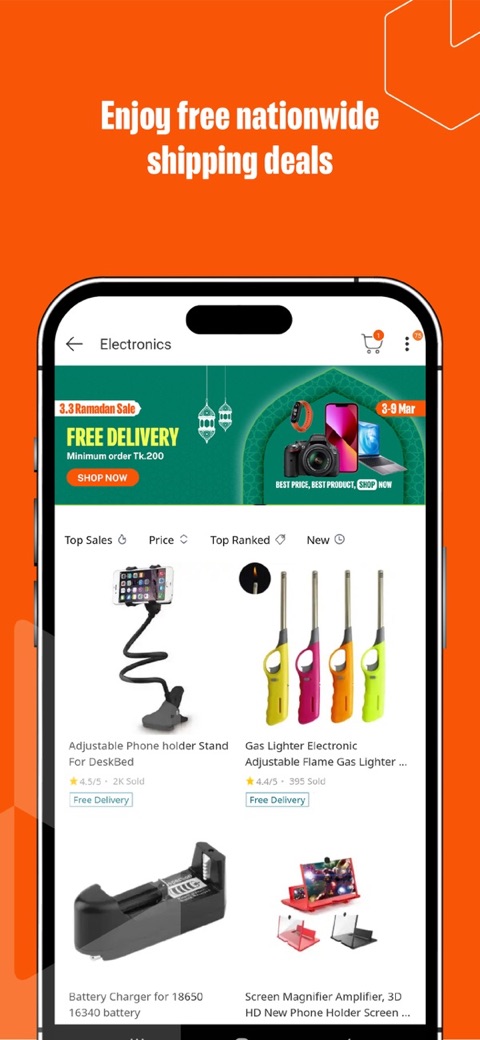 Enjoy free nationwide
shipping deals
Electronics
1
3.3 Ramadan Sale
3-9 Mar
FREE DELIVERY
Minimum order Tk.200
SHOP NOW
BEST PRICE, BEST PRODUCT, SHOP NOW
Top Sales
Price
Top Ranked
New
Adjustable Phone holder Stand
For DeskBed
4.5/5 · 2K Sold
Free Delivery
Gas Lighter Electronic
Adjustable Flame Gas Lighter ...
4.4/5 · 395 Sold
Free Delivery
Battery Charger for 18650
16340 battery
Screen Magnifier Amplifier, 3D
HD New Phone Holder Screen ...